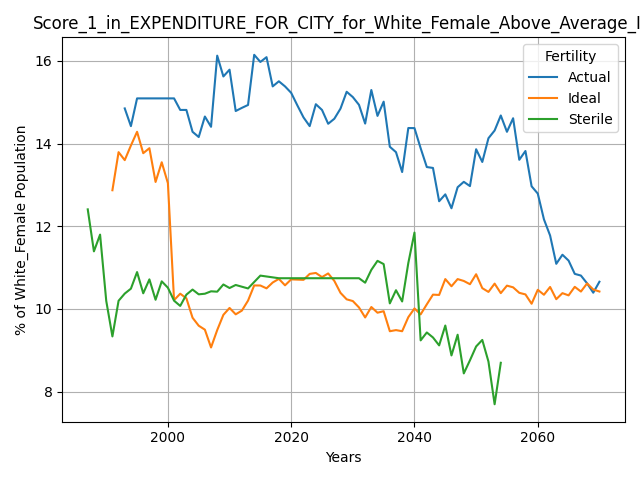 Score_1_in_EXPENDITURE_FOR_CITY_for_White_Female_Above_Average_I
Fertility
Actual
Ideal
Sterile
16
14
12
10
8
% of White_Female Population
2000
2020
2040
2060
Years